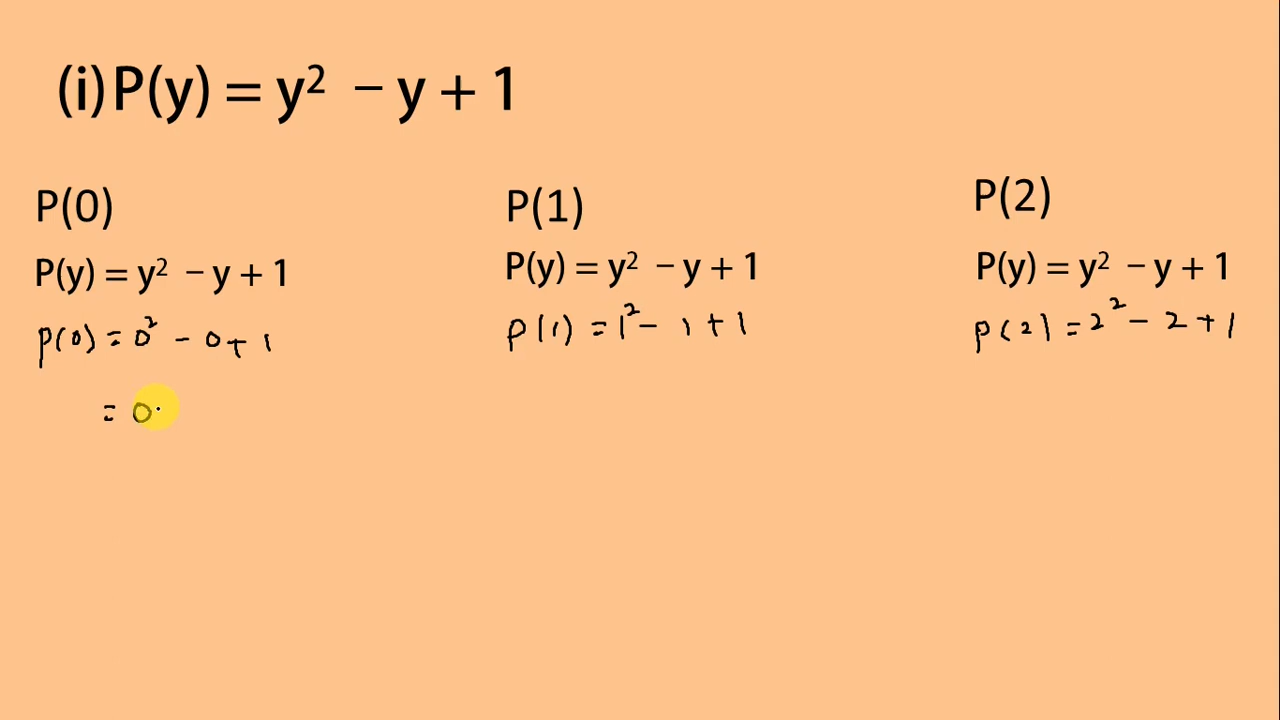 (i) P(y) = y² − y + 1
P(0)
P(y) = y² − y + 1
p(0) = 0² - 0 + 1
= 0
P(1)
P(y) = y² − y + 1
p(1) = 1² - 1 + 1
P(2)
P(y) = y² − y + 1
p(2) = 2² - 2 + 1